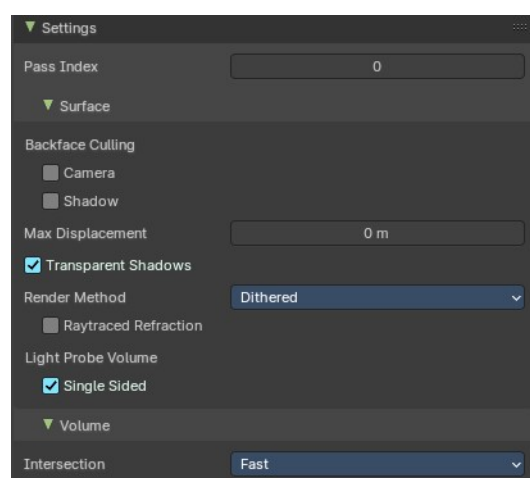 Settings
Pass Index 0
Surface
Backface Culling
Camera
Shadow
Max Displacement 0 m
Transparent Shadows
Render Method Dithered
Raytraced Refraction
Light Probe Volume
Single Sided
Volume
Intersection Fast